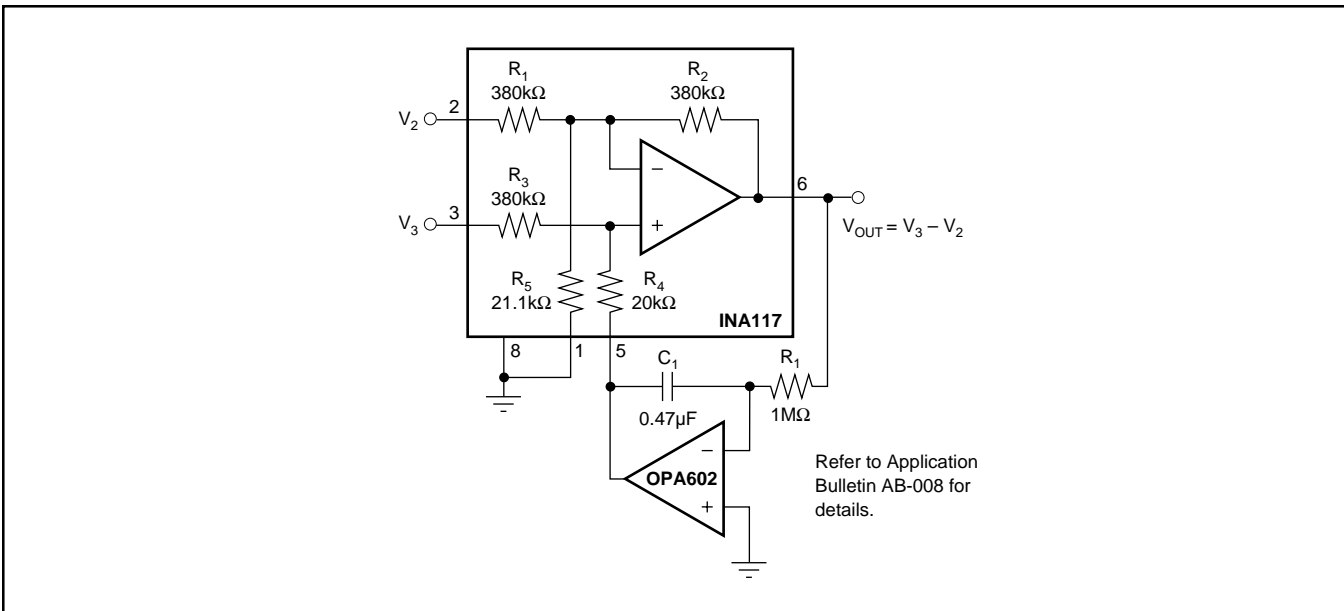 R1
380kΩ
R2
380kΩ
V2
2
R3
380kΩ
V3
3
–
+
6
VOUT = V3 – V2
R5
21.1kΩ
R4
20kΩ
INA117
8
1
5
C1
0.47µF
R1
1MΩ
–
OPA602
+
Refer to Application
Bulletin AB-008 for
details.